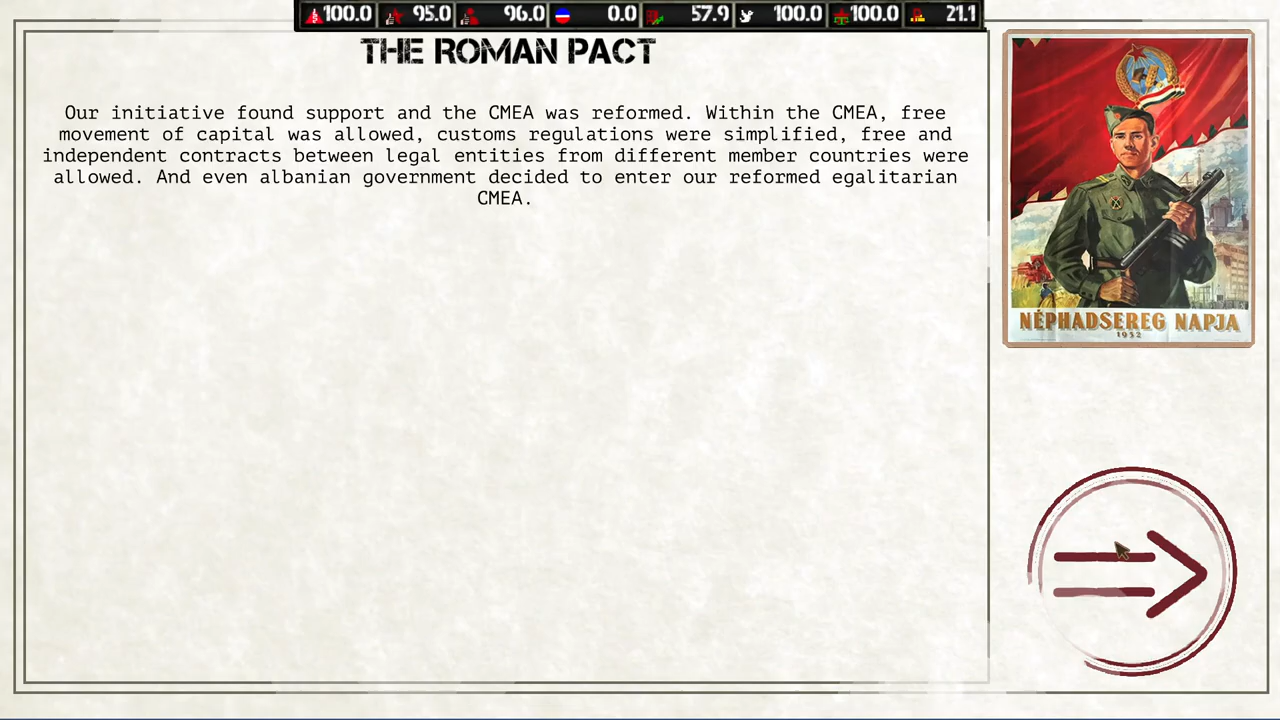 100.0 95.0 96.0 0.0 57.9 100.0 100.0 21.1
THE ROMAN PACT
Our initiative found support and the CMEA was reformed. Within the CMEA, free
movement of capital was allowed, customs regulations were simplified, free and
independent contracts between legal entities from different member countries were
allowed. And even albanian government decided to enter our reformed egalitarian
CMEA.
NÉPHADSEREG NAPJA
1952